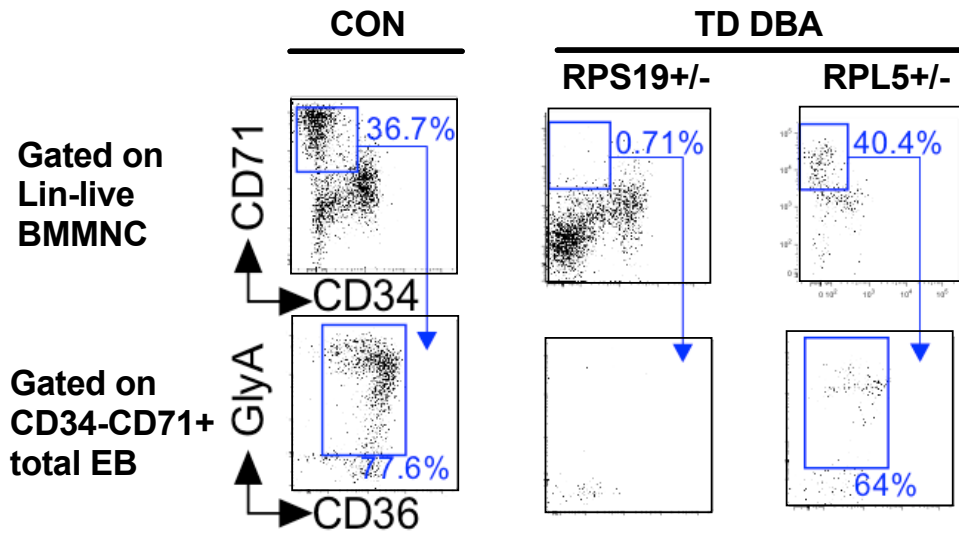 CON
TD DBA
RPS19+/-
RPL5+/-
Gated on
Lin-live
BMMNC
CD71
36.7%
0.71%
40.4%
CD34
Gated on
CD34-CD71+
total EB
GlyA
77.6%
64%
CD36